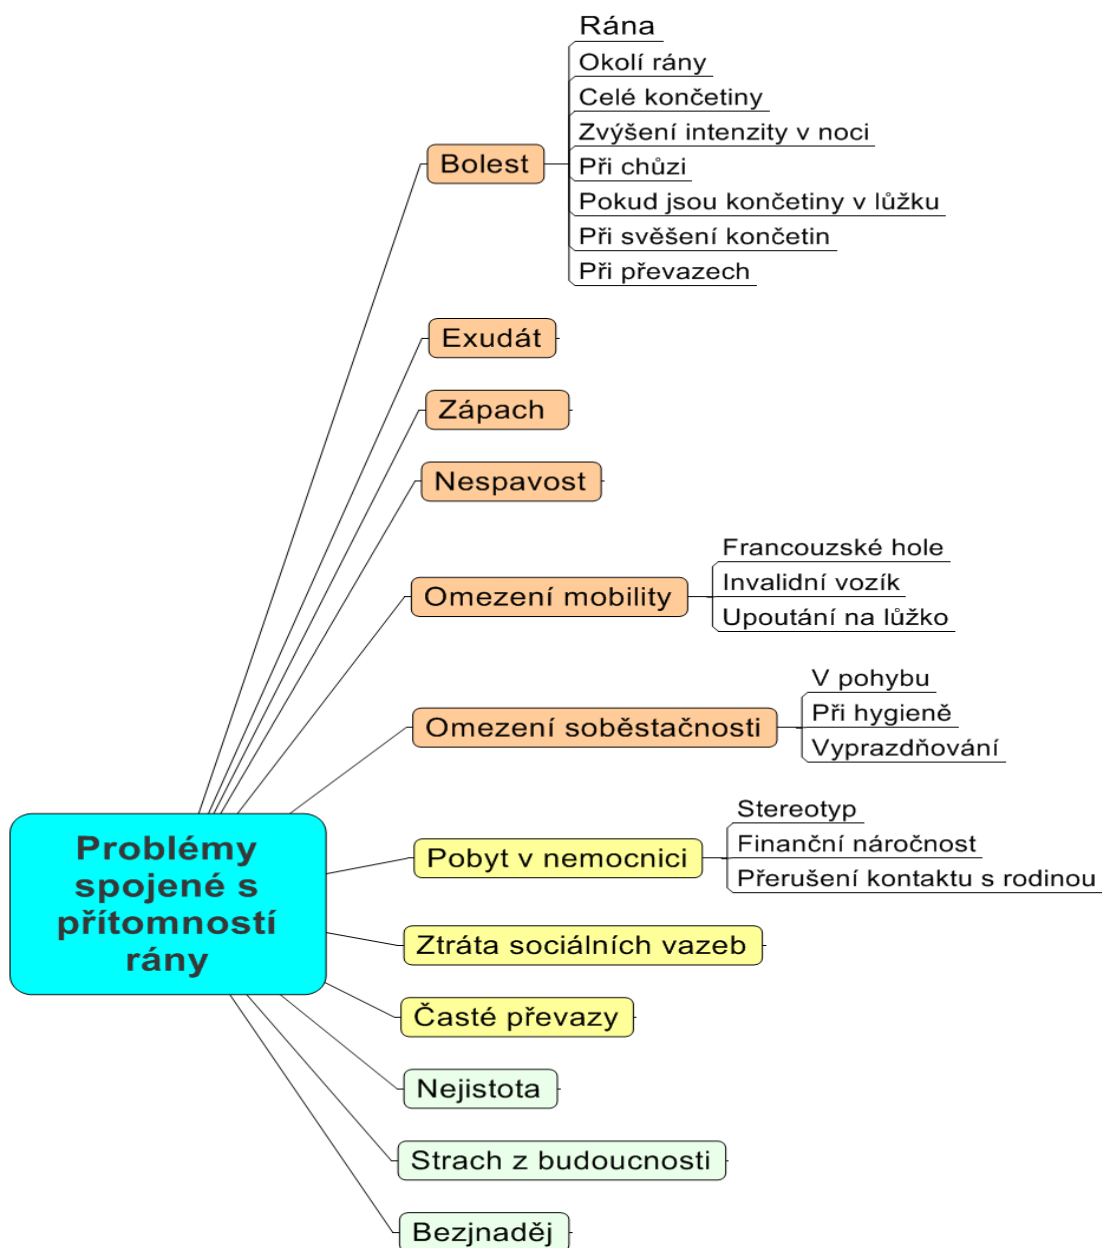 Rána
Okolí rány
Celé končetiny
Zvýšení intenzity v noci
Bolest
Při chůzi
Pokud jsou končetiny v lůžku
Při svěšení končetin
Při převazech
Exudát
Zápach
Nespavost
Francouzské hole
Omezení mobility
Invalidní vozík
Upoutání na lůžko
V pohybu
Omezení soběstačnosti
Při hygieně
Vyprazdňování
Problémy
spojené s
přítomností
rány
Stereotyp
Pobyt v nemocnici
Finanční náročnost
Přerušení kontaktu s rodinou
Ztráta sociálních vazeb
Časté převazy
Nejistota
Strach z budoucnosti
Bezjnaděj